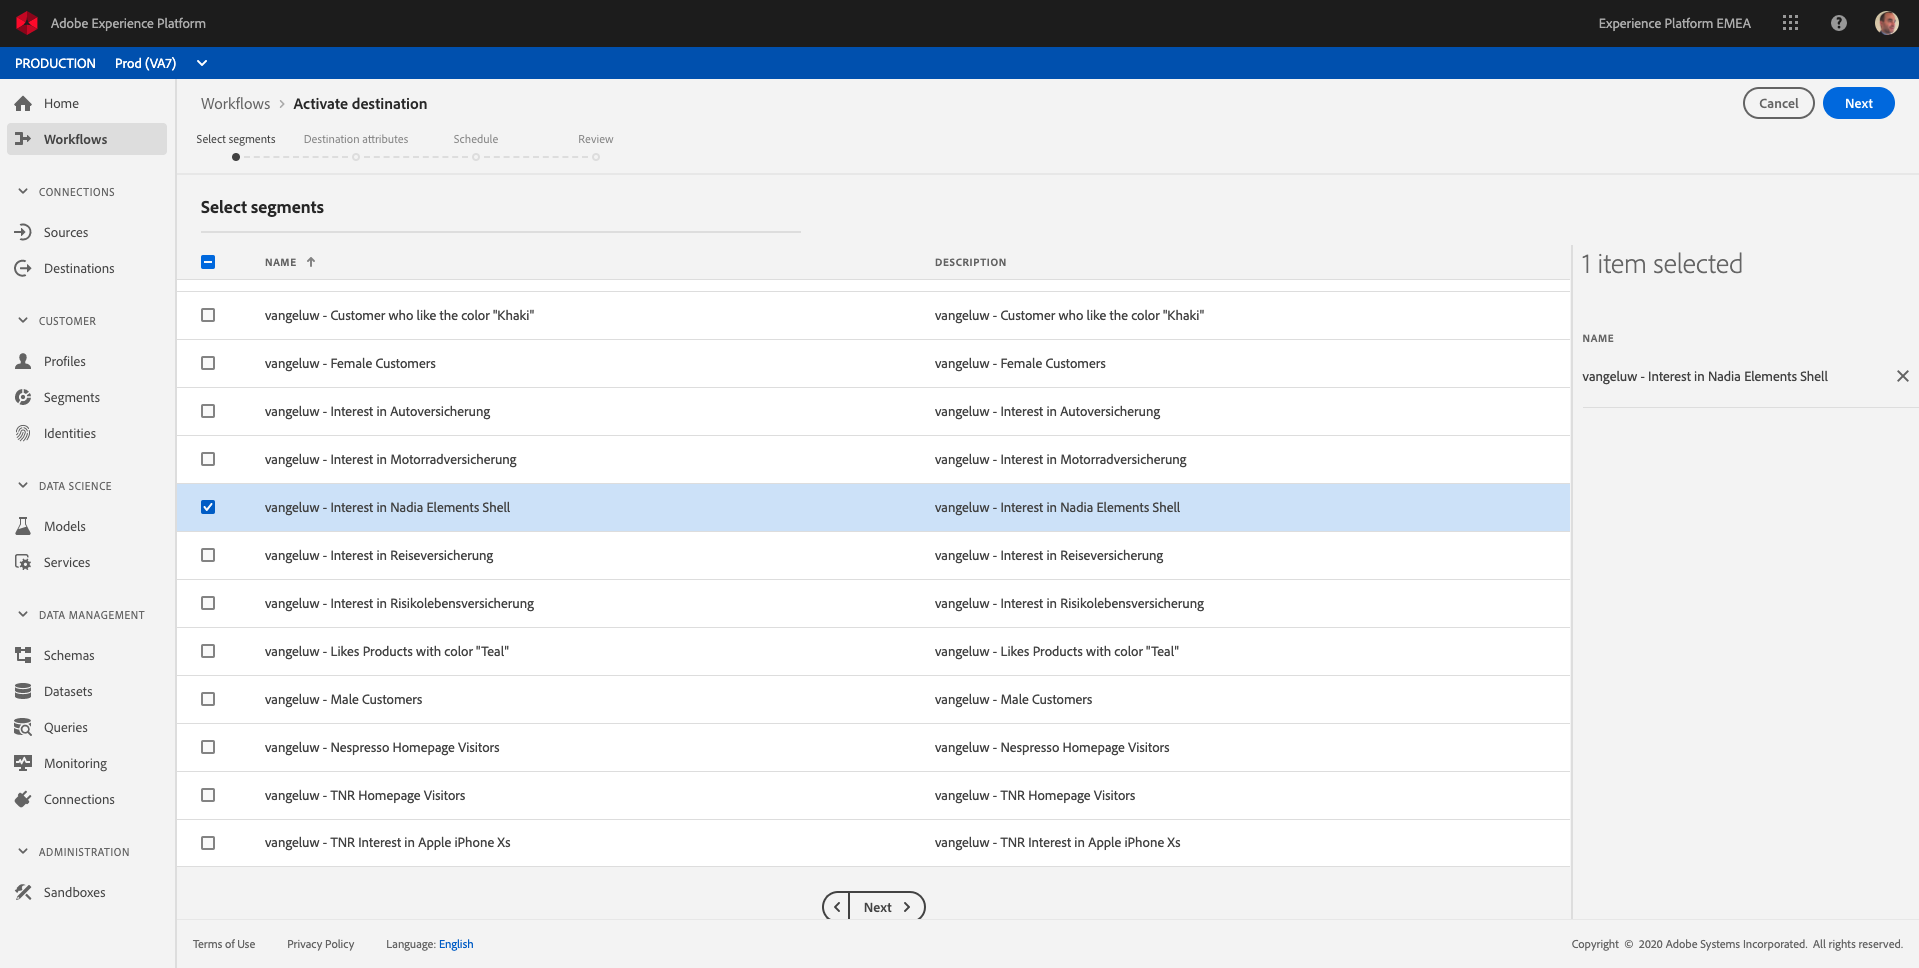 Adobe Experience Platform
Experience Platform EMEA
PRODUCTION Prod (VA7)
Home
Workflows
CONNECTIONS
Sources
Destinations
CUSTOMER
Profiles
Segments
Identities
DATA SCIENCE
Models
Services
DATA MANAGEMENT
Schemas
Datasets
Queries
Monitoring
Connections
ADMINISTRATION
Sandboxes
Workflows > Activate destination
Cancel Next
Select segments Destination attributes Schedule Review
Select segments
NAME ↑ DESCRIPTION
vangeluw - Customer who like the color "Khaki" vangeluw - Customer who like the color "Khaki"
vangeluw - Female Customers vangeluw - Female Customers
vangeluw - Interest in Autoversicherung vangeluw - Interest in Autoversicherung
vangeluw - Interest in Motorradversicherung vangeluw - Interest in Motorradversicherung
vangeluw - Interest in Nadia Elements Shell vangeluw - Interest in Nadia Elements Shell
vangeluw - Interest in Reiseversicherung vangeluw - Interest in Reiseversicherung
vangeluw - Interest in Risikolebensversicherung vangeluw - Interest in Risikolebensversicherung
vangeluw - Likes Products with color "Teal" vangeluw - Likes Products with color "Teal"
vangeluw - Male Customers vangeluw - Male Customers
vangeluw - Nespresso Homepage Visitors vangeluw - Nespresso Homepage Visitors
vangeluw - TNR Homepage Visitors vangeluw - TNR Homepage Visitors
vangeluw - TNR Interest in Apple iPhone Xs vangeluw - TNR Interest in Apple iPhone Xs
< Next >
1 item selected
NAME
vangeluw - Interest in Nadia Elements Shell
Terms of Use Privacy Policy Language: English
Copyright © 2020 Adobe Systems Incorporated. All rights reserved.